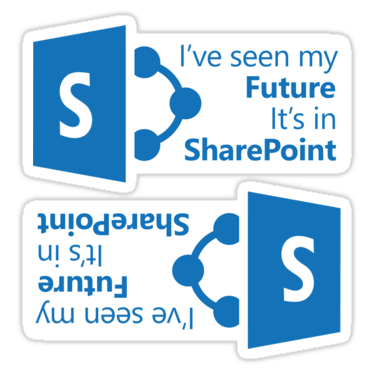 S
I've seen my
Future
It's in
SharePoint
S
I've seen my
Future
It's in
SharePoint